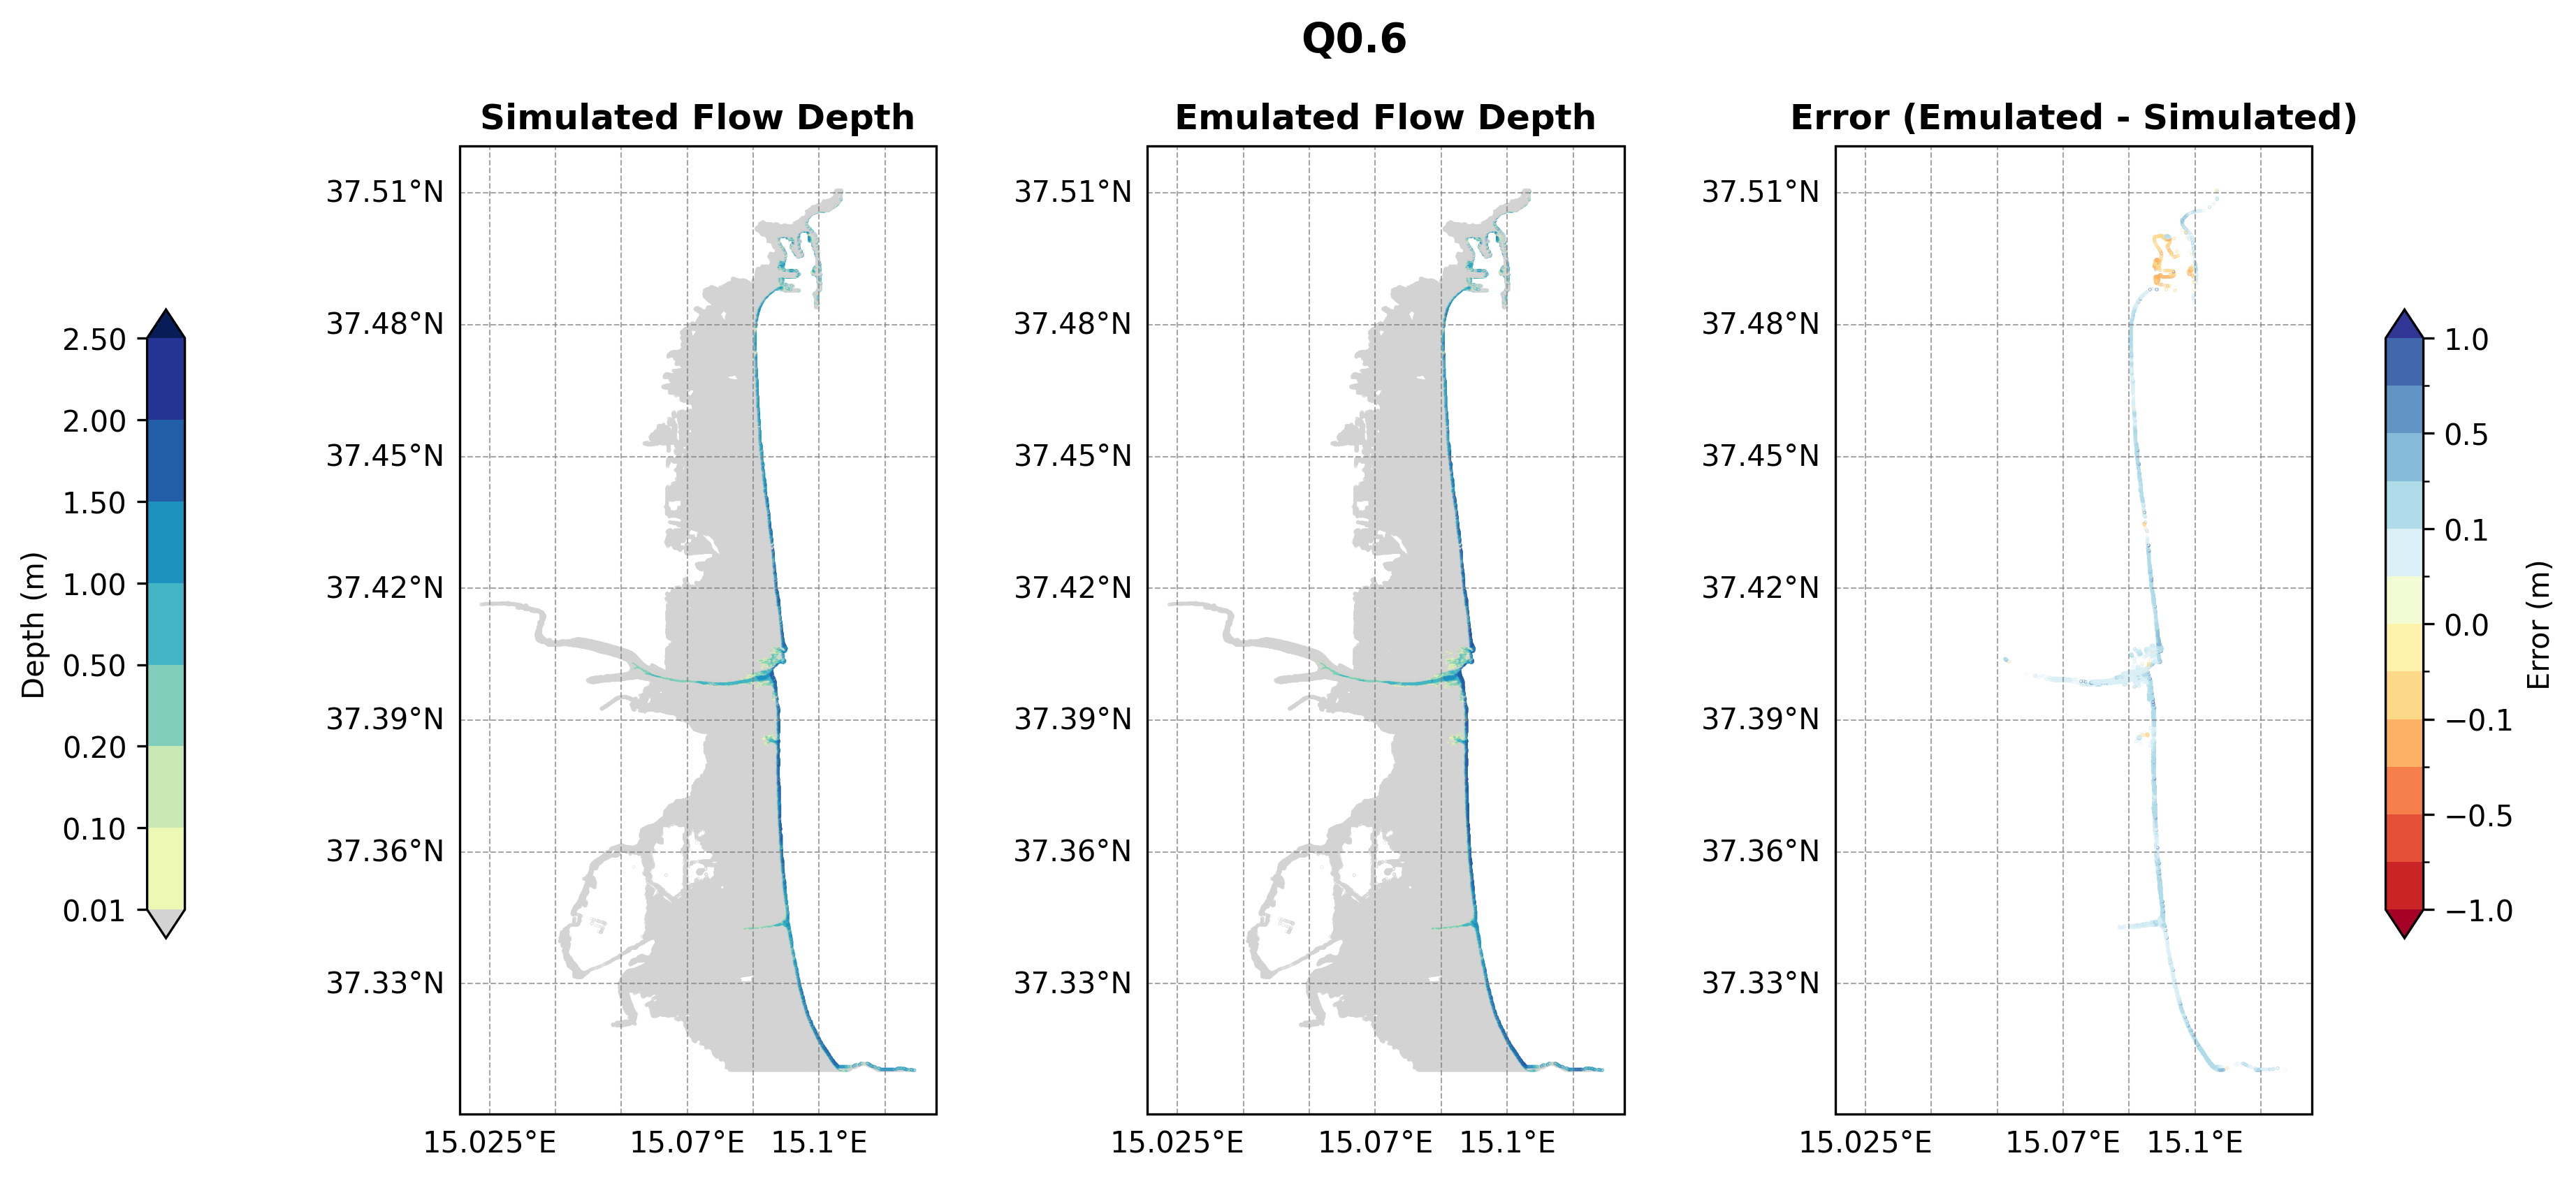 Q0.6
Simulated Flow Depth
Emulated Flow Depth
Error (Emulated - Simulated)
Depth (m)
2.50
2.00
1.50
1.00
0.50
0.20
0.10
0.01
37.51°N
37.48°N
37.45°N
37.42°N
37.39°N
37.36°N
37.33°N
15.025°E
15.07°E
15.1°E
37.51°N
37.48°N
37.45°N
37.42°N
37.39°N
37.36°N
37.33°N
15.025°E
15.07°E
15.1°E
37.51°N
37.48°N
37.45°N
37.42°N
37.39°N
37.36°N
37.33°N
15.025°E
15.07°E
15.1°E
1.0
0.5
0.1
0.0
−0.1
−0.5
−1.0
Error (m)